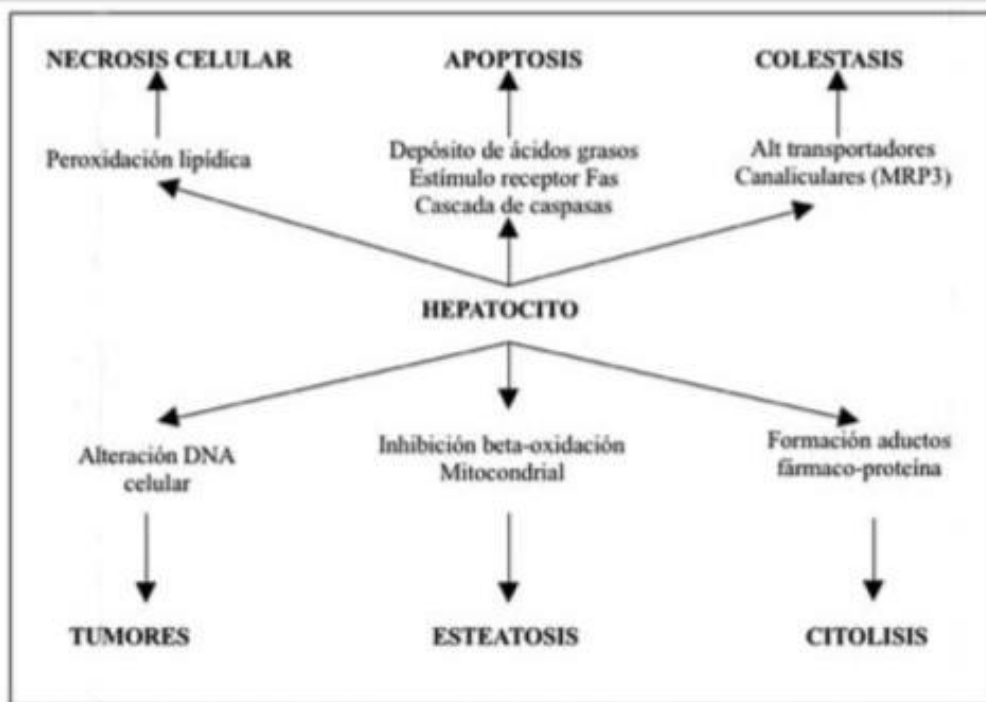 NECROSIS CELULAR
APOPTOSIS
COLESTASIS
Peroxidación lipídica
Depósito de ácidos grasos
Estímulo receptor Fas
Cascada de caspasas
Alt transportadores
Canaliculares (MRP3)
HEPATOCITO
Alteración DNA
celular
Inhibición beta-oxidación
Mitocondrial
Formación aductos
fármaco-proteína
TUMORES
ESTEATOSIS
CITOLISIS